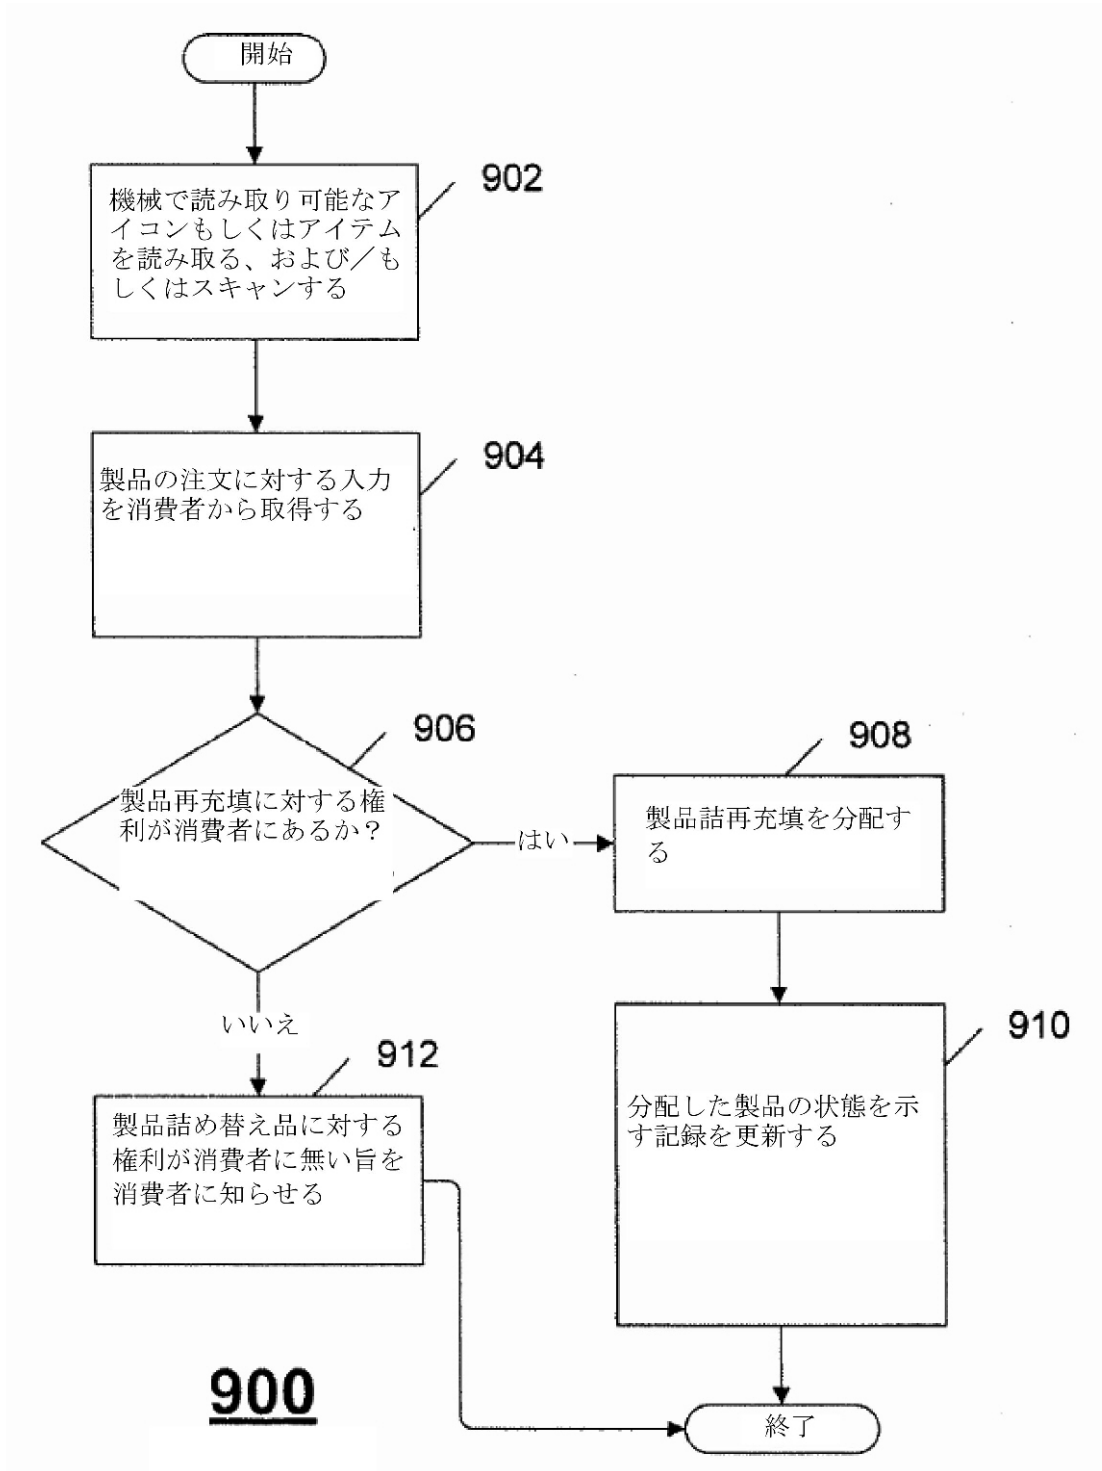 開始
902
機械で読み取り可能なア
イコンもしくはアイテム
を読み取る、および／も
しくはスキャンする
904
製品の注文に対する入力
を消費者から取得する
906
製品再充填に対する権
利が消費者にあるか？
はい
908
製品詰再充填を分配す
る
いいえ
910
分配した製品の状態を示
す記録を更新する
912
製品詰め替え品に対する
権利が消費者に無い旨を
消費者に知らせる
900
終了